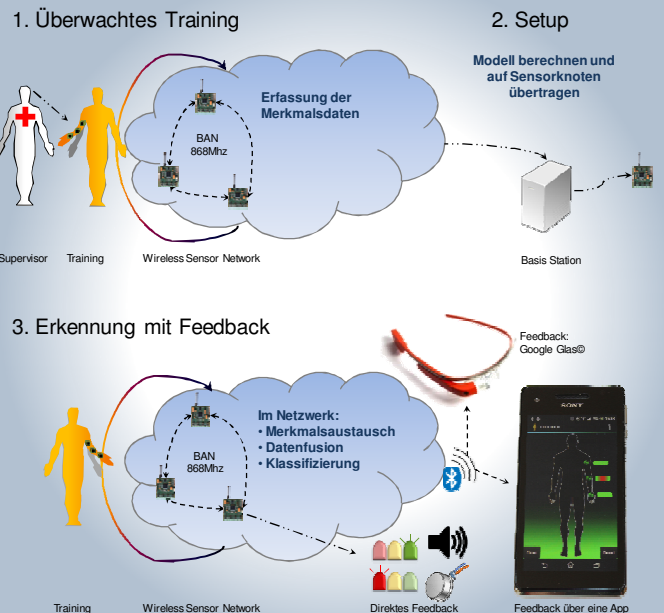 1. Überwachtes Training
2. Setup
Modell berechnen und
auf Sensorknoten
übertragen
Erfassung der
Merkmalsdaten
BAN
868Mhz
Supervisor
Training
Wireless Sensor Network
Basis Station
3. Erkennung mit Feedback
Feedback:
Google Glas©
SONY
Im Netzwerk:
• Merkmalsaustausch
• Datenfusion
• Klassifizierung
BAN
868Mhz
Training
Wireless Sensor Network
Direktes Feedback
Feedback über eine App